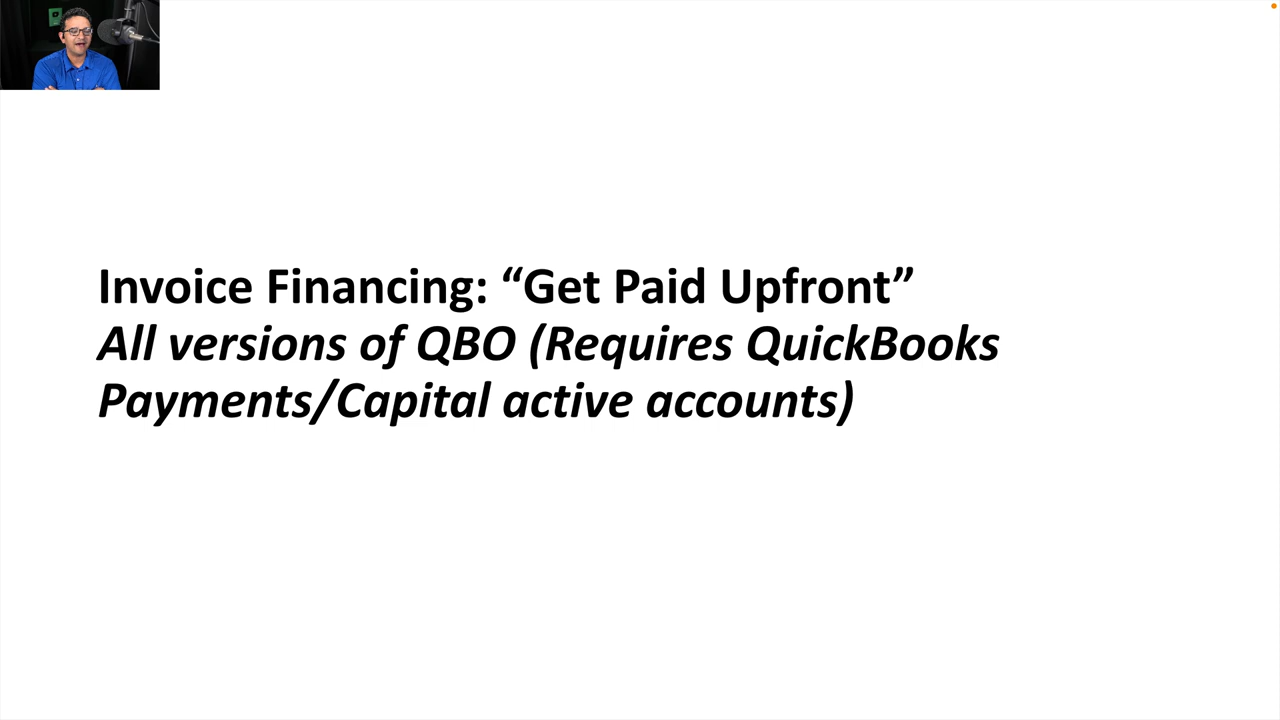 Invoice Financing: “Get Paid Upfront”
All versions of QBO (Requires QuickBooks
Payments/Capital active accounts)